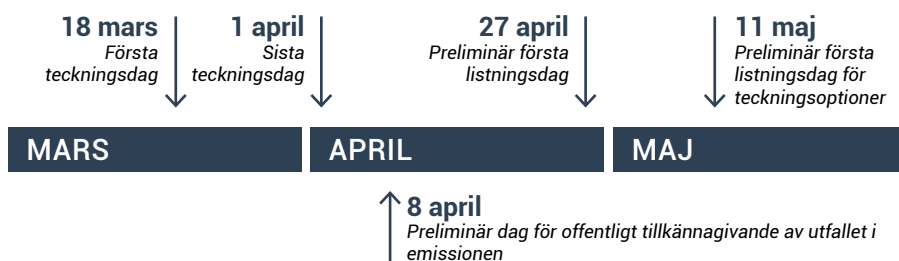 18 mars
Första
teckningsdag
1 april
Sista
teckningsdag
27 april
Preliminär första
listningsdag
11 maj
Preliminär första
listningsdag för
teckningsoptioner
MARS
APRIL
MAJ
8 april
Preliminär dag för offentligt tillkännagivande av utfallet i
emissionen